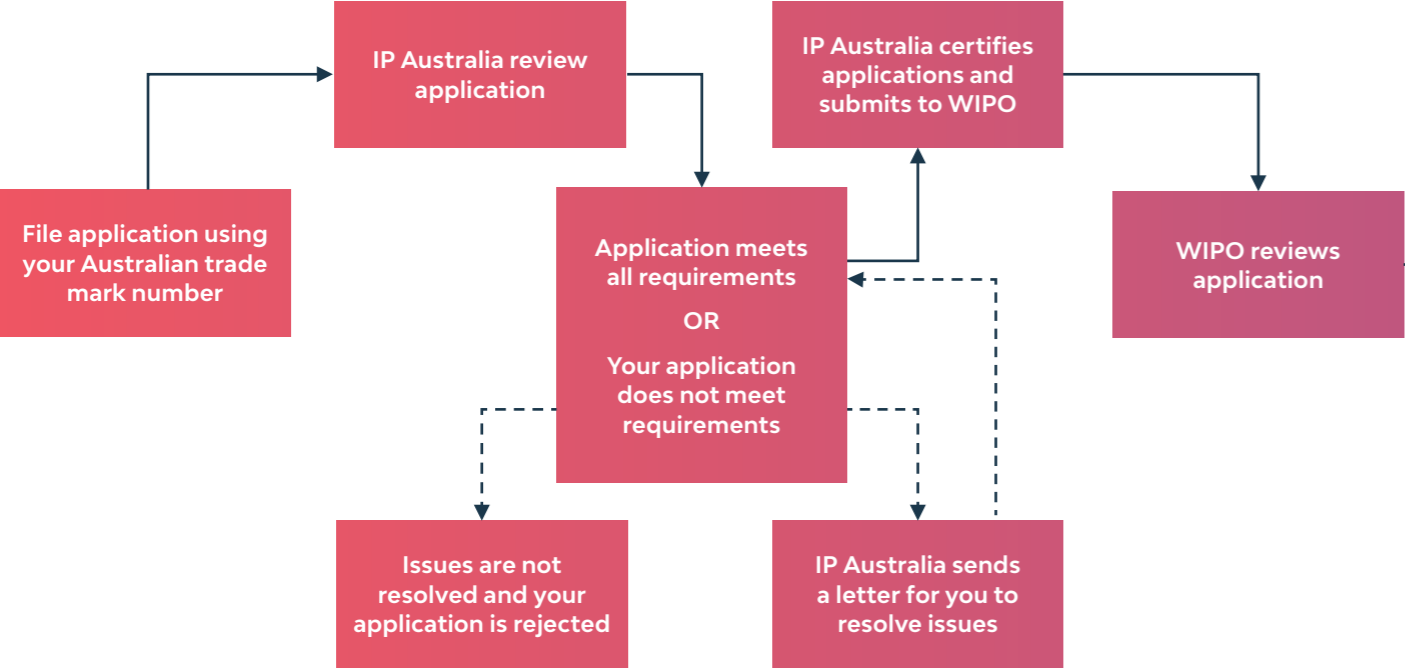 File application using
your Australian trade
mark number
IP Australia review
application
Application meets
all requirements
OR
Your application
does not meet
requirements
Issues are not
resolved and your
application is rejected
IP Australia sends
a letter for you to
resolve issues
IP Australia certifies
applications and
submits to WIPO
WIPO reviews
application